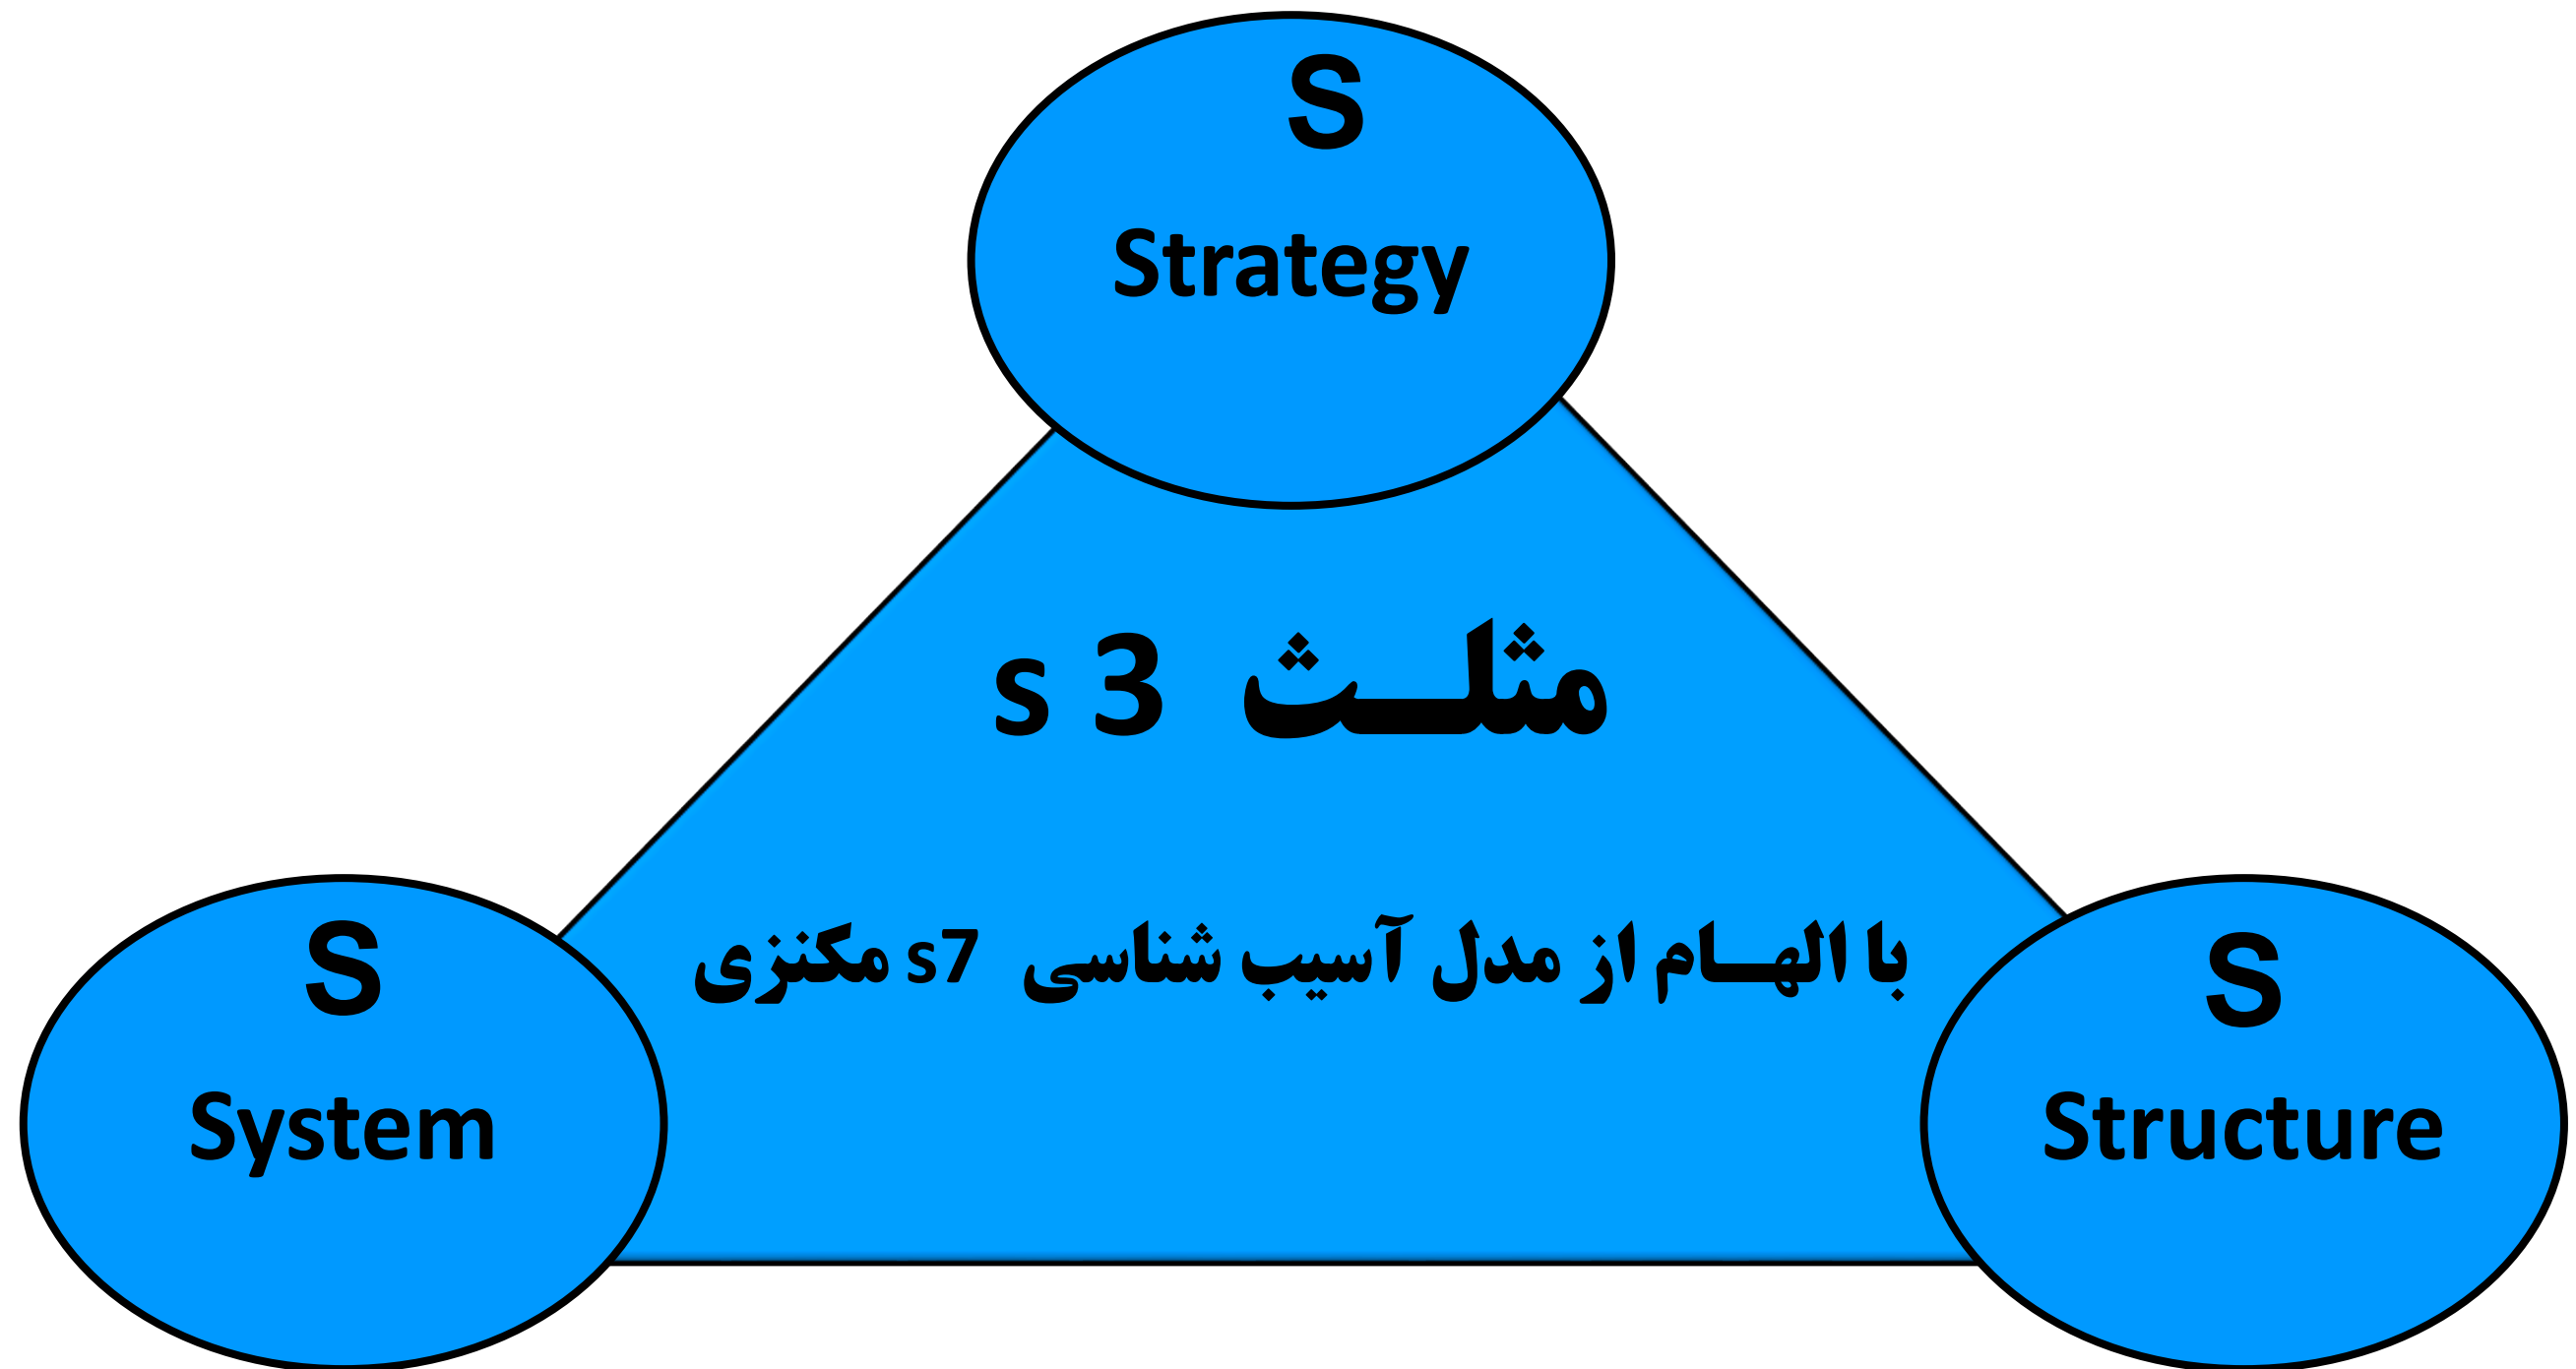 S
Strategy
مثلــث 3 s
با الهــام از مدل آسیب شناسی s7 مکنزی
S
System
S
Structure